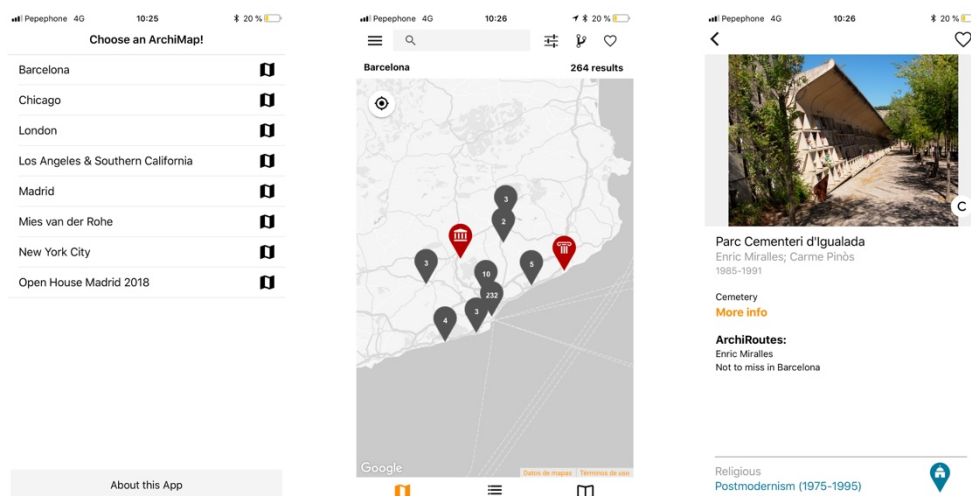 Pepephone 4G 10:25 20 %
Choose an ArchiMap!
Barcelona
Chicago
London
Los Angeles & Southern California
Madrid
Mies van der Rohe
New York City
Open House Madrid 2018
About this App
Pepephone 4G 10:26 20 %
Barcelona 264 results
3
2
3
5
10
232
3
4
Google
Datos de mapas Términos de uso
Pepephone 4G 10:26 20 %
C
Parc Cementeri d'Igualada
Enric Miralles; Carme Pinòs
1985-1991
Cemetery
More info
ArchiRoutes:
Enric Miralles
Not to miss in Barcelona
Religious
Postmodernism (1975-1995)